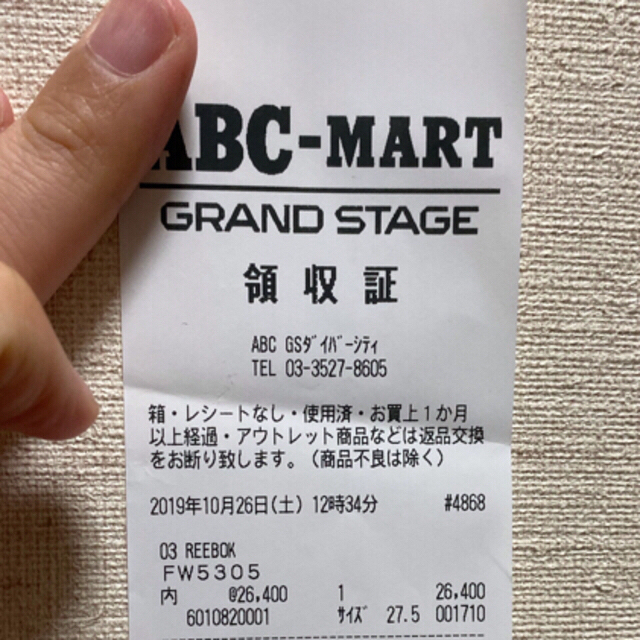 ABC-MART
GRAND STAGE
領収証
ABC GSﾀﾞｲﾊﾞｰｼﾃｨ
TEL 03-3527-8605
箱・レシートなし・使用済・お買上1か月
以上経過・アウトレット商品などは返品交換
をお断り致します。（商品不良は除く）
2019年10月26日(土) 12時34分 #4868
03 REEBOK
FW5305
内 @26,400 1 26,400
6010820001 ｻｲｽﾞ 27.5 001710